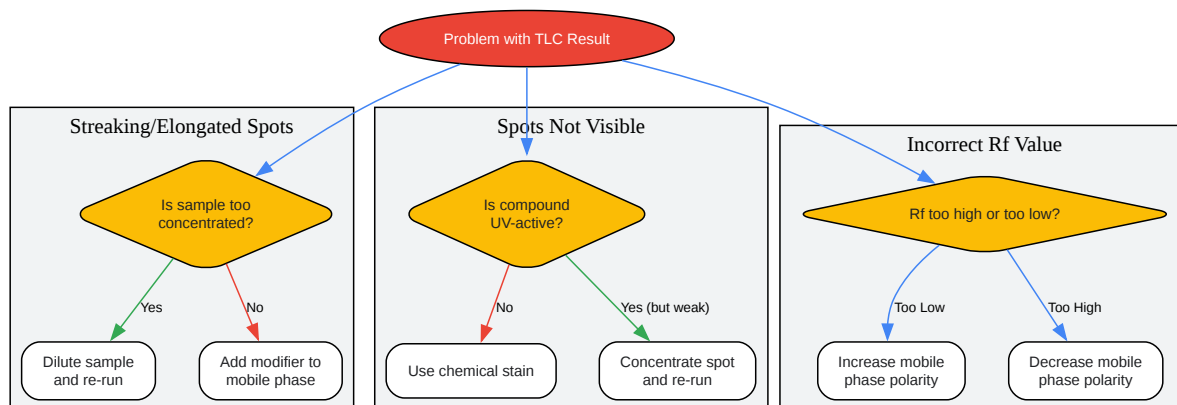 Problem with TLC Result
Streaking/Elongated Spots
Is sample too
concentrated?
Yes
No
Dilute sample
and re-run
Add modifier to
mobile phase
Spots Not Visible
Is compound
UV-active?
No
Yes (but weak)
Use chemical stain
Concentrate spot
and re-run
Incorrect Rf Value
Rf too high or too low?
Too Low
Too High
Increase mobile
phase polarity
Decrease mobile
phase polarity